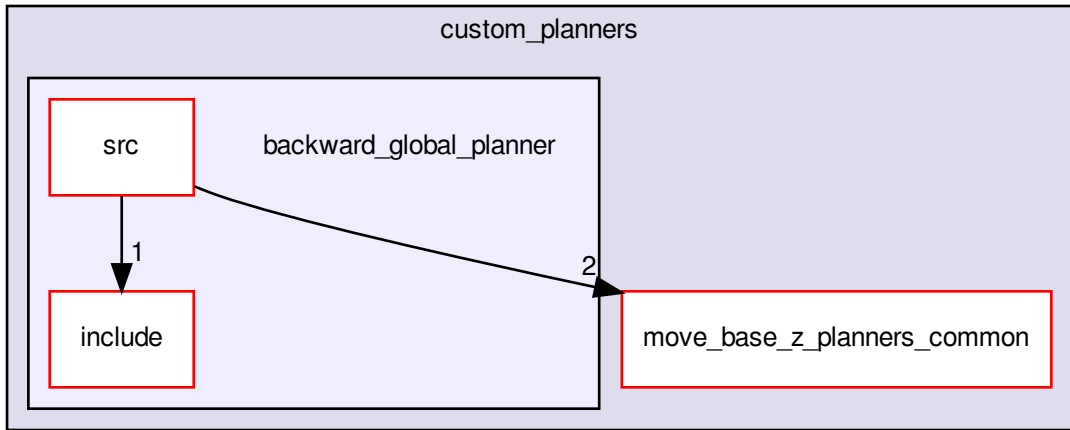 custom_planners
src
backward_global_planner
1
2
include
move_base_z_planners_common